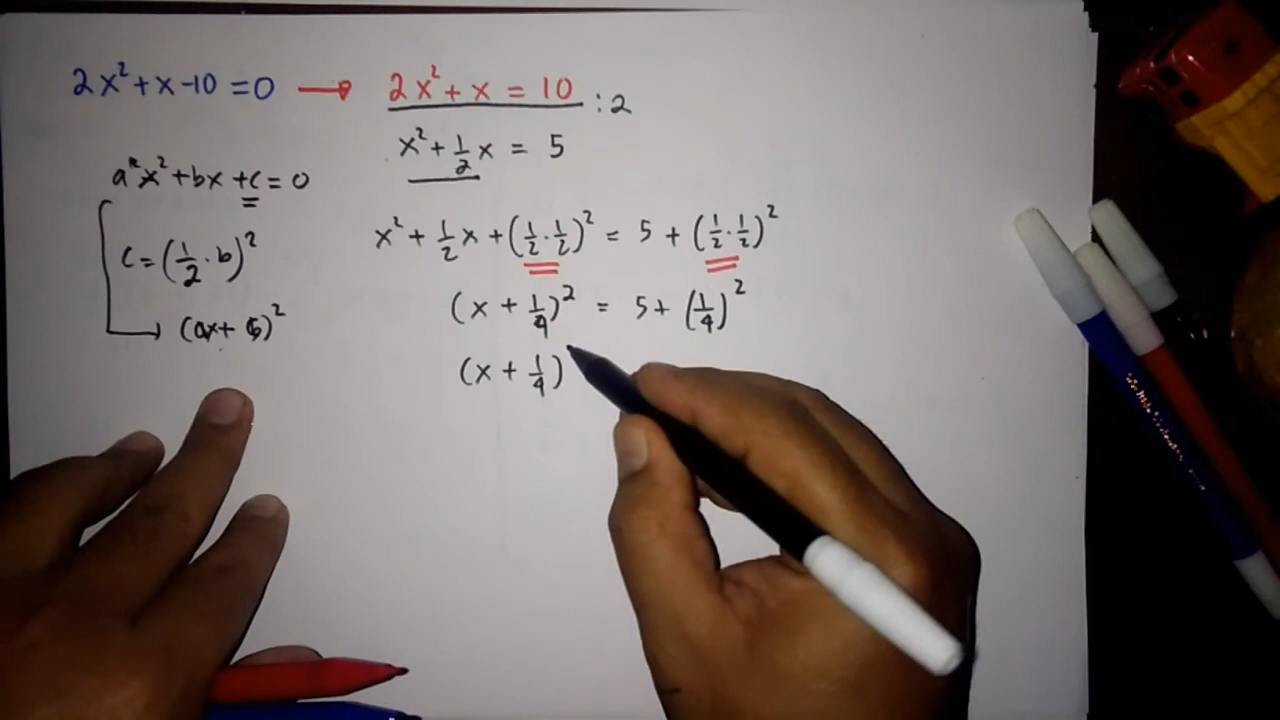 2x²+x-10=0 → 2x²+x = 10 :2
x²+1/2x = 5
a²x²+bx+c=0
x²+1/2x+(1/2·1/2)² = 5+(1/2·1/2)²
c=(1/2·b)²
(x+1/4)² = 5+(1/4)²
(x+1/4)